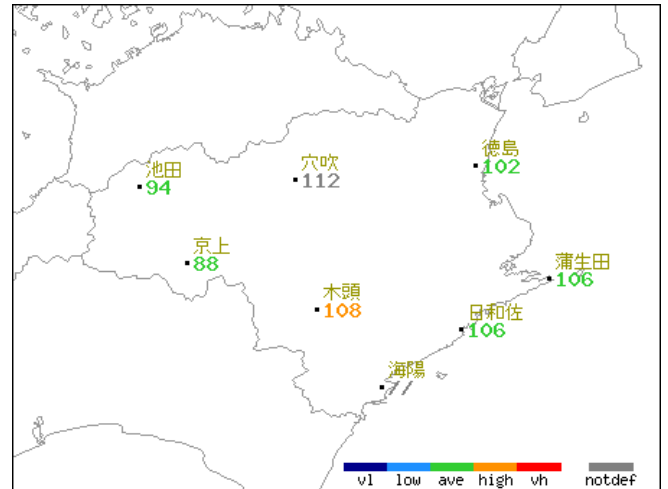 徳島
102
穴吹
112
池田
94
京上
88
蒲生田
106
木頭
108
日和佐
106
海陽
vl low ave high vh notdef